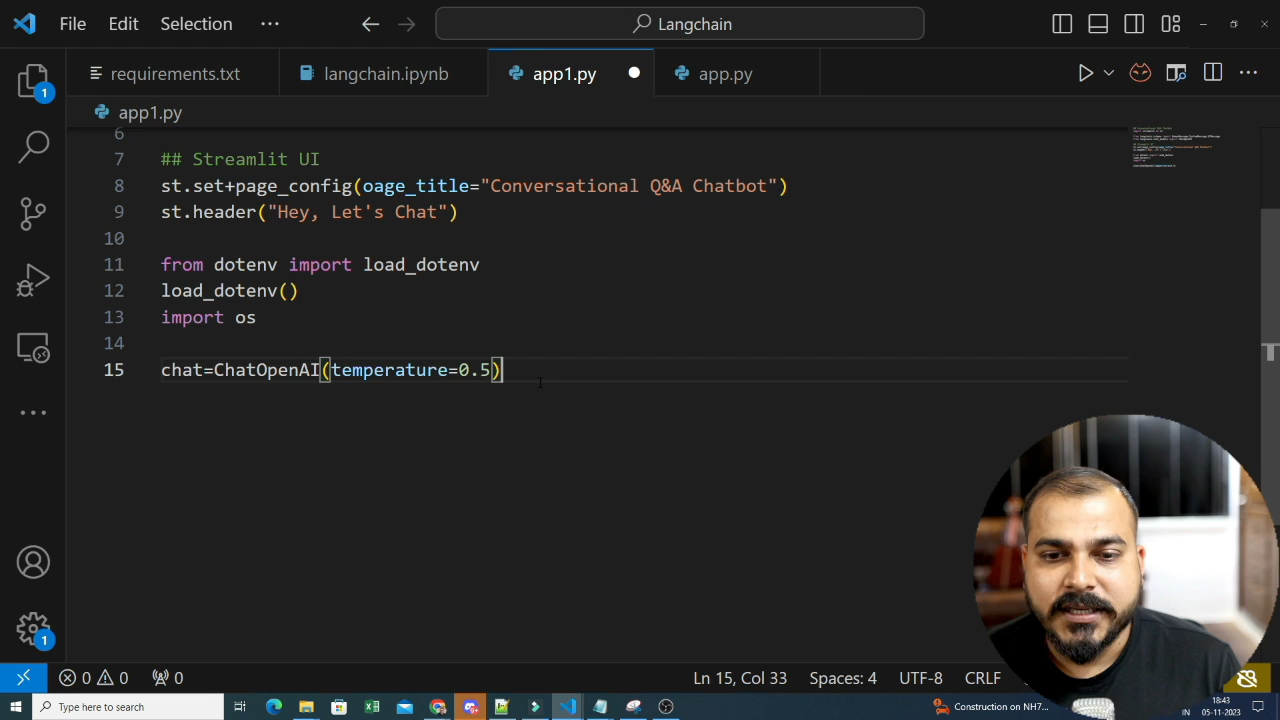 File Edit Selection ··· Langchain
requirements.txt langchain.ipynb app1.py app.py
app1.py
6
7 ## Streamlit UI
8 st.set+page_config(oage_title="Conversational Q&A Chatbot")
9 st.header("Hey, Let's Chat")
10
11 from dotenv import load_dotenv
12 load_dotenv()
13 import os
14
15 chat=ChatOpenAI(temperature=0.5)
1
1
0 0 0 Ln 15, Col 33 Spaces: 4 UTF-8 CRLF
Type here to search Construction on NH7... 18:43
IN 05-11-2023